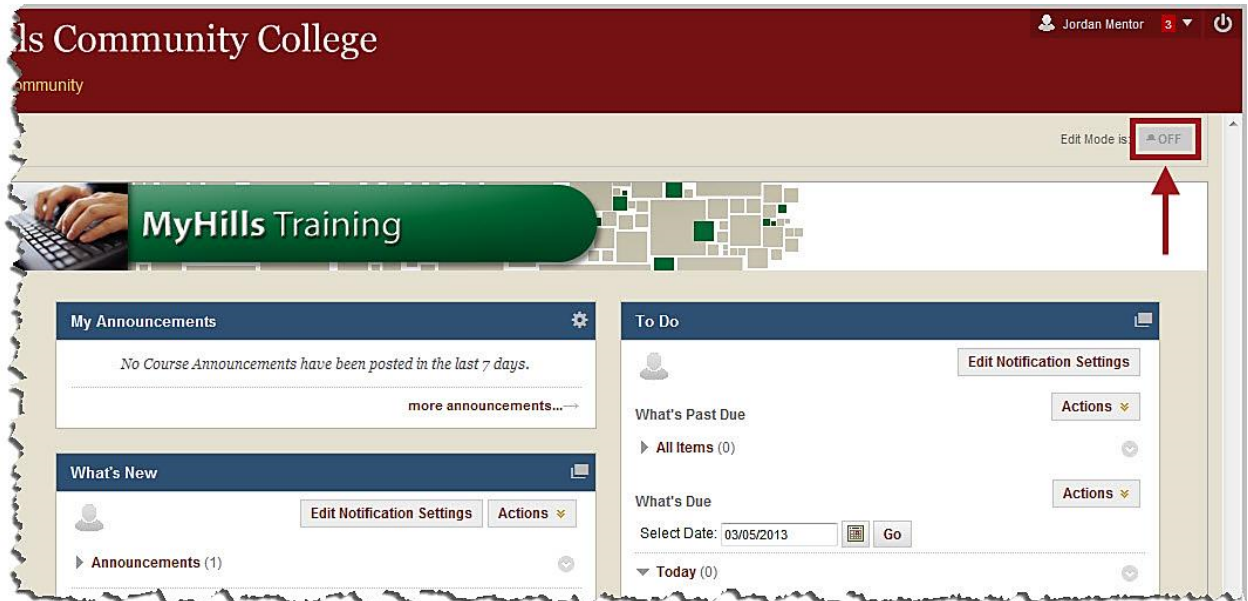 ls Community College
Jordan Mentor 3
ommunity
Edit Mode is: OFF
MyHills Training
My Announcements
No Course Announcements have been posted in the last 7 days.
more announcements...
What's New
Edit Notification Settings Actions
Announcements (1)
To Do
Edit Notification Settings
What's Past Due Actions
All Items (0)
What's Due Actions
Select Date: 03/05/2013 Go
Today (0)